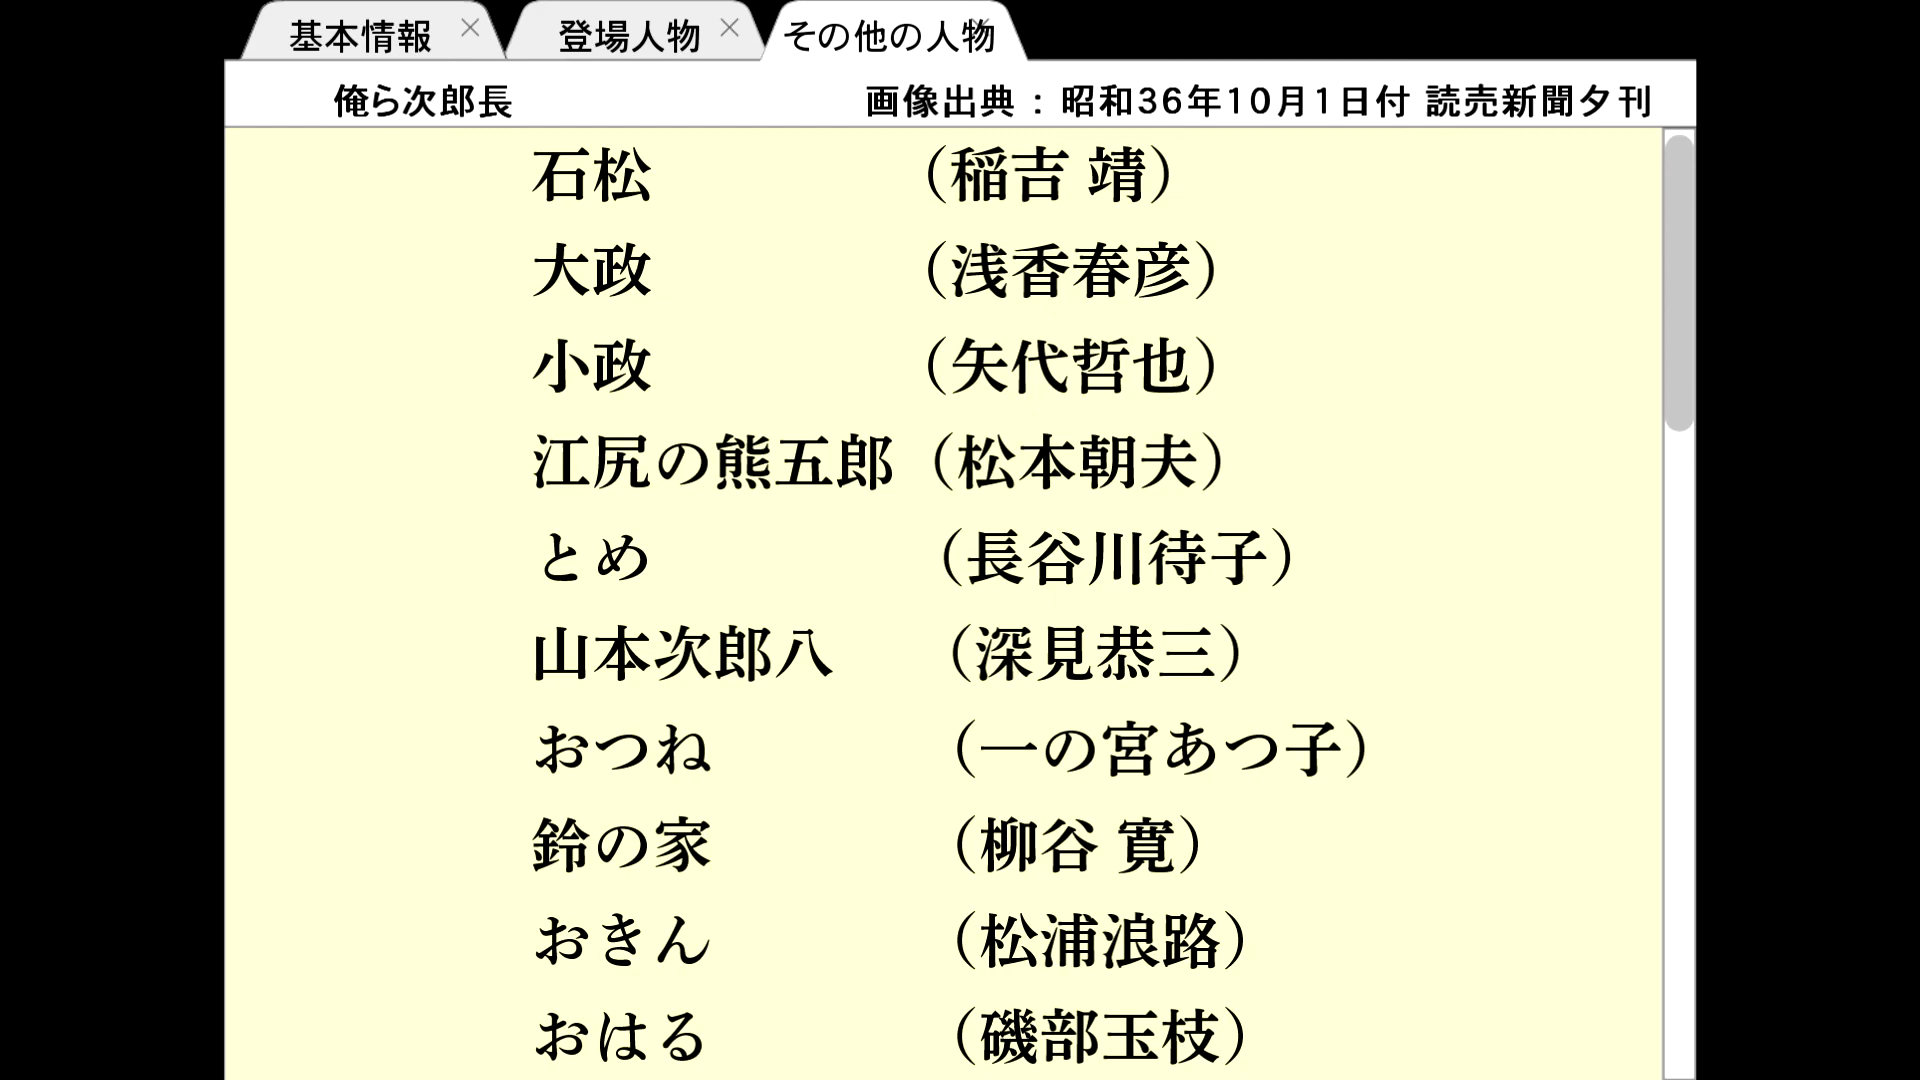 基本情報 × 登場人物 × その他の人物 ×
俺ら次郎長 画像出典：昭和36年10月1日付 読売新聞夕刊
石松 （稲吉 靖）
大政 （浅香春彦）
小政 （矢代哲也）
江尻の熊五郎（松本朝夫）
とめ （長谷川待子）
山本次郎八 （深見恭三）
おつね （一の宮あつ子）
鈴の家 （柳谷 寛）
おきん （松浦浪路）
おはる （磯部玉枝）